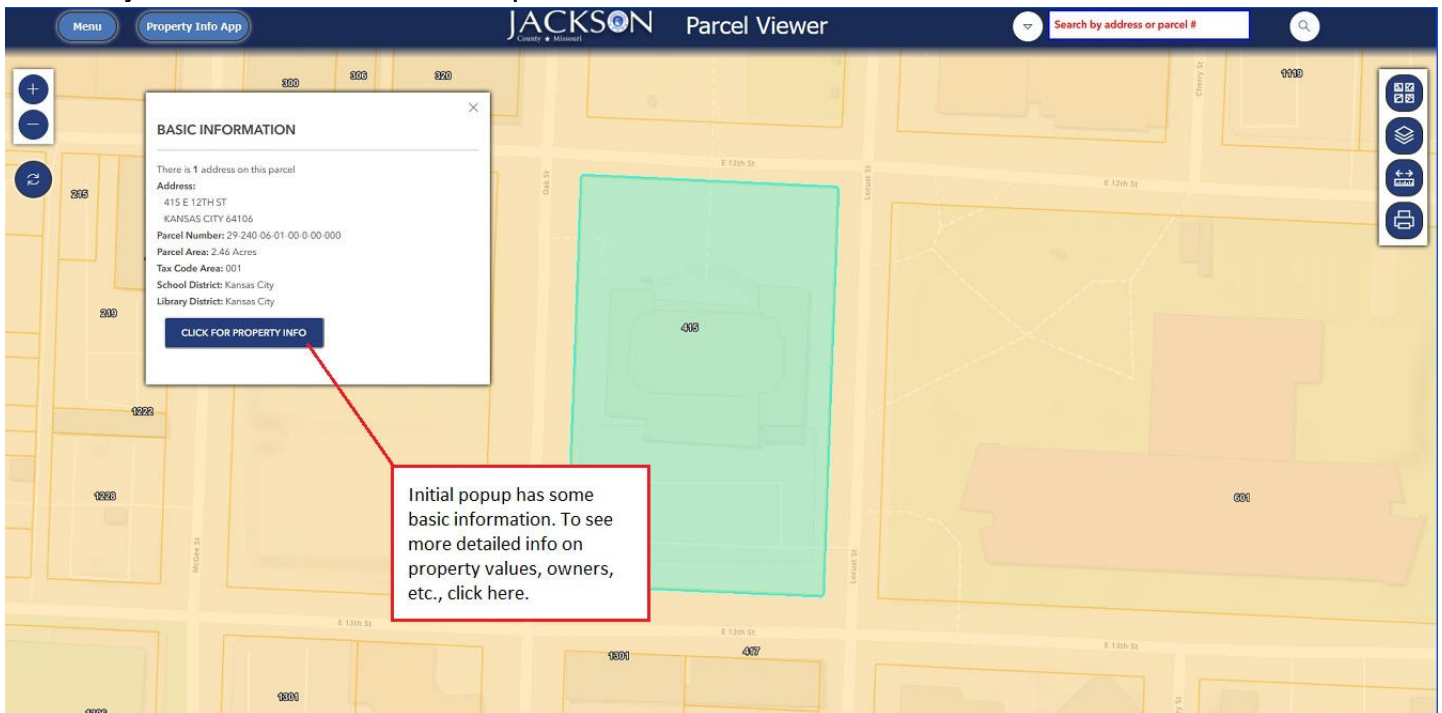 Menu
Property Info App
JACKSON
County ★ Missouri
Parcel Viewer
Search by address or parcel #
300
306
320
1119
BASIC INFORMATION
There is 1 address on this parcel
Address:
415 E 12TH ST
KANSAS CITY 64106
Parcel Number: 29-240-06-01-00-0-00-000
Parcel Area: 2.46 Acres
Tax Code Area: 001
School District: Kansas City
Library District: Kansas City
CLICK FOR PROPERTY INFO
E 12th St
E 12th St
Cherry St
Oak St
Locust St
215
219
415
1222
1228
601
Initial popup has some
basic information. To see
more detailed info on
property values, owners,
etc., click here.
McGee St
Locust St
E 13th St
E 13th St
E 13th St
1301
417
1301